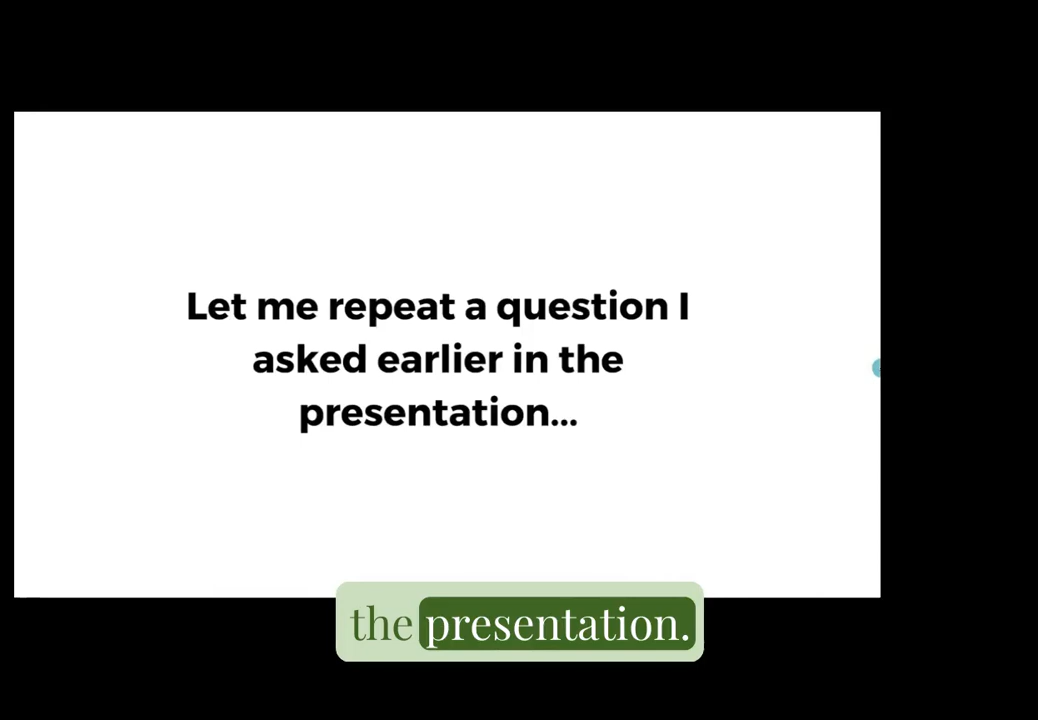 Let me repeat a question I
asked earlier in the
presentation...
the presentation.